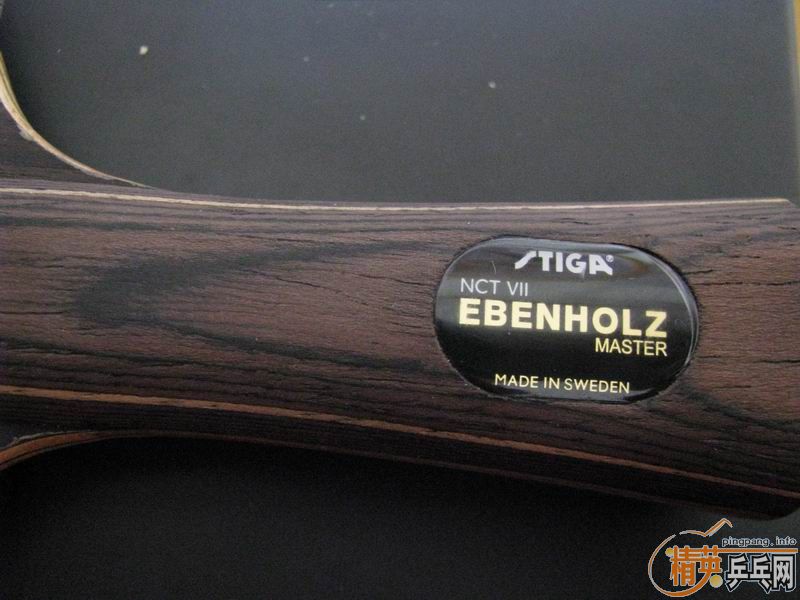 STIGA®
NCT VII
EBENHOLZ
MASTER
MADE IN SWEDEN
pingpang.info
精英乒乓网